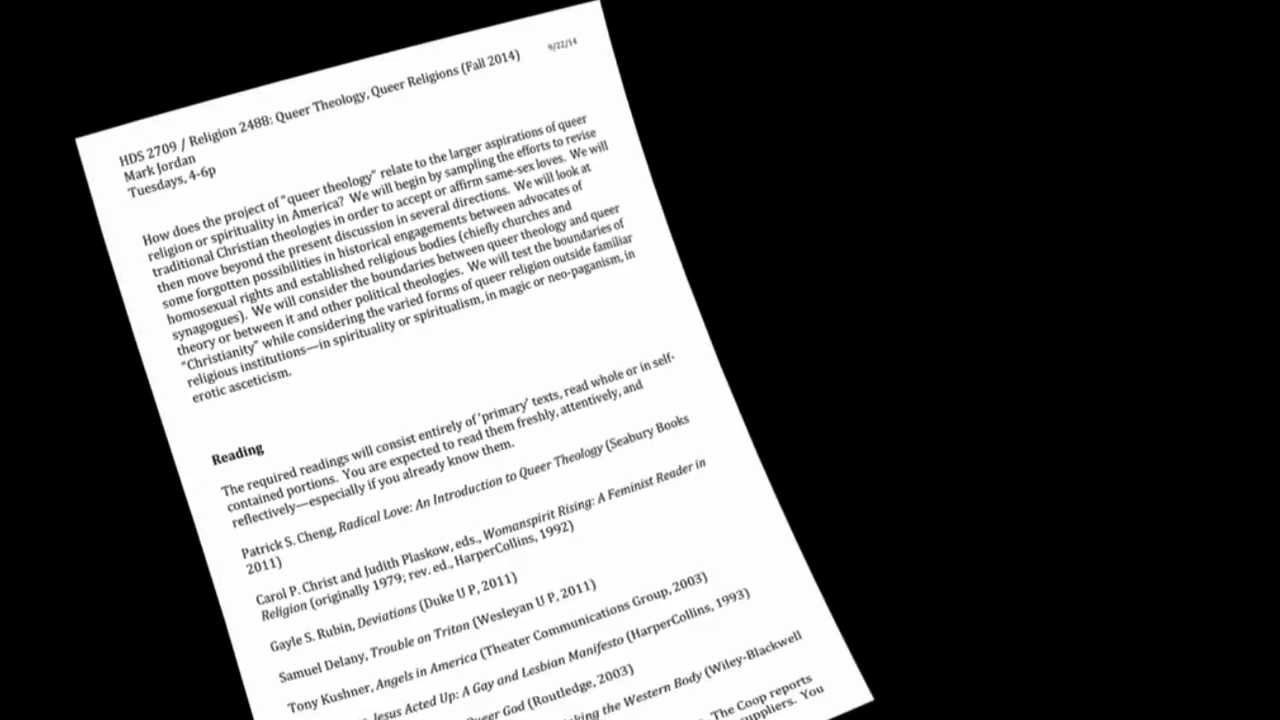 9/22/14
HDS 2709 / Religion 2488: Queer Theology, Queer Religions (Fall 2014)
Mark Jordan
Tuesdays, 4-6p
How does the project of "queer theology" relate to the larger aspirations of queer
religion or spirituality in America? We will begin by sampling the efforts to revise
traditional Christian theologies in order to accept or affirm same-sex loves. We will
then move beyond the present discussion in several directions. We will look at
some forgotten possibilities in historical engagements between advocates of
homosexual rights and established religious bodies (chiefly churches and
synagogues). We will consider the boundaries between queer theology and queer
theory or between it and other political theologies. We will test the boundaries of
"Christianity" while considering the varied forms of queer religion outside familiar
religious institutions—in spirituality or spiritualism, in magic or neo-paganism, in
erotic asceticism.
Reading
The required readings will consist entirely of 'primary' texts, read whole or in self-
contained portions. You are expected to read them freshly, attentively, and
reflectively—especially if you already know them.
Patrick S. Cheng, Radical Love: An Introduction to Queer Theology (Seabury Books
2011)
Carol P. Christ and Judith Plaskow, eds., Womanspirit Rising: A Feminist Reader in
Religion (originally 1979; rev. ed., HarperCollins, 1992)
Gayle S. Rubin, Deviations (Duke U P, 2011)
Samuel Delany, Trouble on Triton (Wesleyan U P, 2011)
Tony Kushner, Angels in America (Theater Communications Group, 2003)
Jesus Acted Up: A Gay and Lesbian Manifesto (HarperCollins, 1993)
God (Routledge, 2003)
the Western Body (Wiley-Blackwell
The Coop reports
You